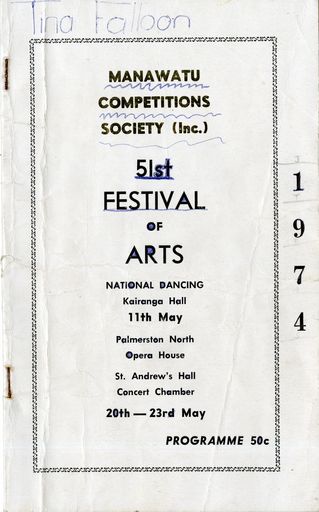 Tina Falloon
MANAWATU
COMPETITIONS
SOCIETY (Inc.)
51st
FESTIVAL
OF
ARTS
NATIONAL DANCING
Kairanga Hall
11th May
Palmerston North
Opera House
St. Andrew's Hall
Concert Chamber
20th — 23rd May
PROGRAMME 50c
1
9
7
4